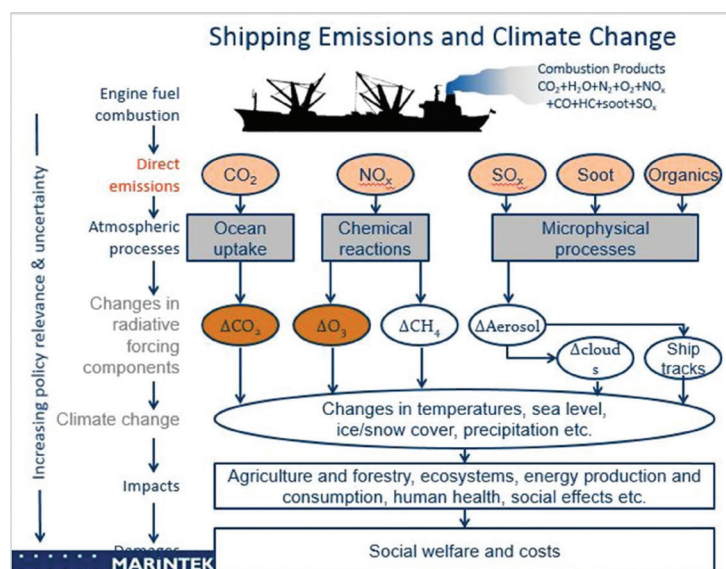 Shipping Emissions and Climate Change
Combustion Products
CO₂+H₂O+N₂+O₂+NOₓ
+CO+HC+soot+SOₓ
Engine fuel
combustion
Direct
emissions
CO₂
NOₓ
SOₓ
Soot
Organics
Atmospheric
processes
Ocean
uptake
Chemical
reactions
Microphysical
processes
Changes in
radiative
forcing
components
ΔCO₂
ΔO₃
ΔCH₄
ΔAerosol
Δcloud
s
Ship
tracks
Climate change
Changes in temperatures, sea level,
ice/snow cover, precipitation etc.
Impacts
Agriculture and forestry, ecosystems, energy production and
consumption, human health, social effects etc.
Damages
Social welfare and costs
Increasing policy relevance & uncertainty
MARINTEK